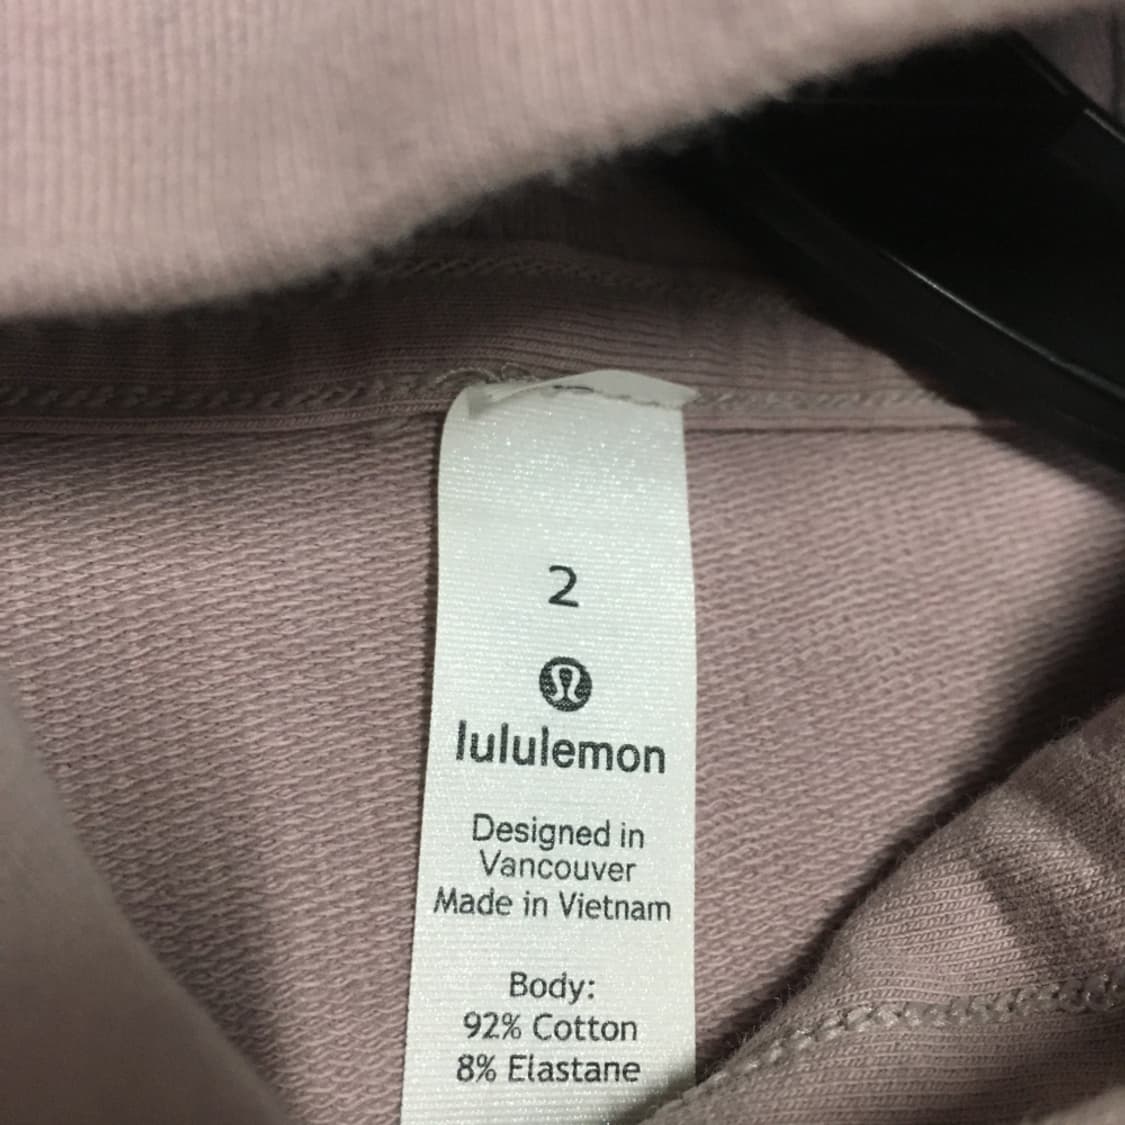 2
lululemon
Designed in
Vancouver
Made in Vietnam
Body:
92% Cotton
8% Elastane